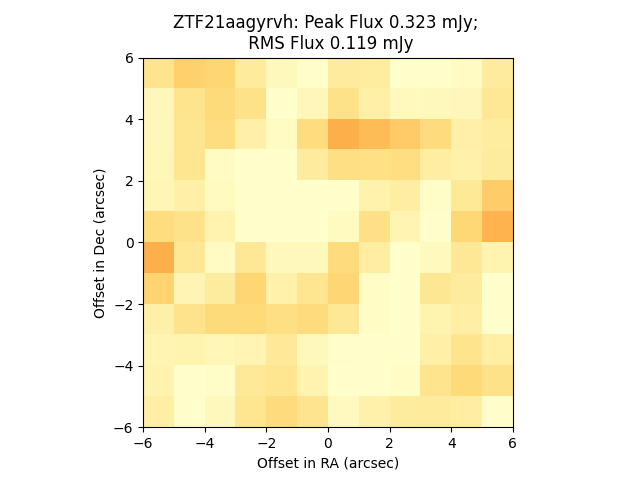 ZTF21aagyrvh: Peak Flux 0.323 mJy;
RMS Flux 0.119 mJy
6
4
2
0
−2
−4
−6
Offset in Dec (arcsec)
−6 −4 −2 0 2 4 6
Offset in RA (arcsec)